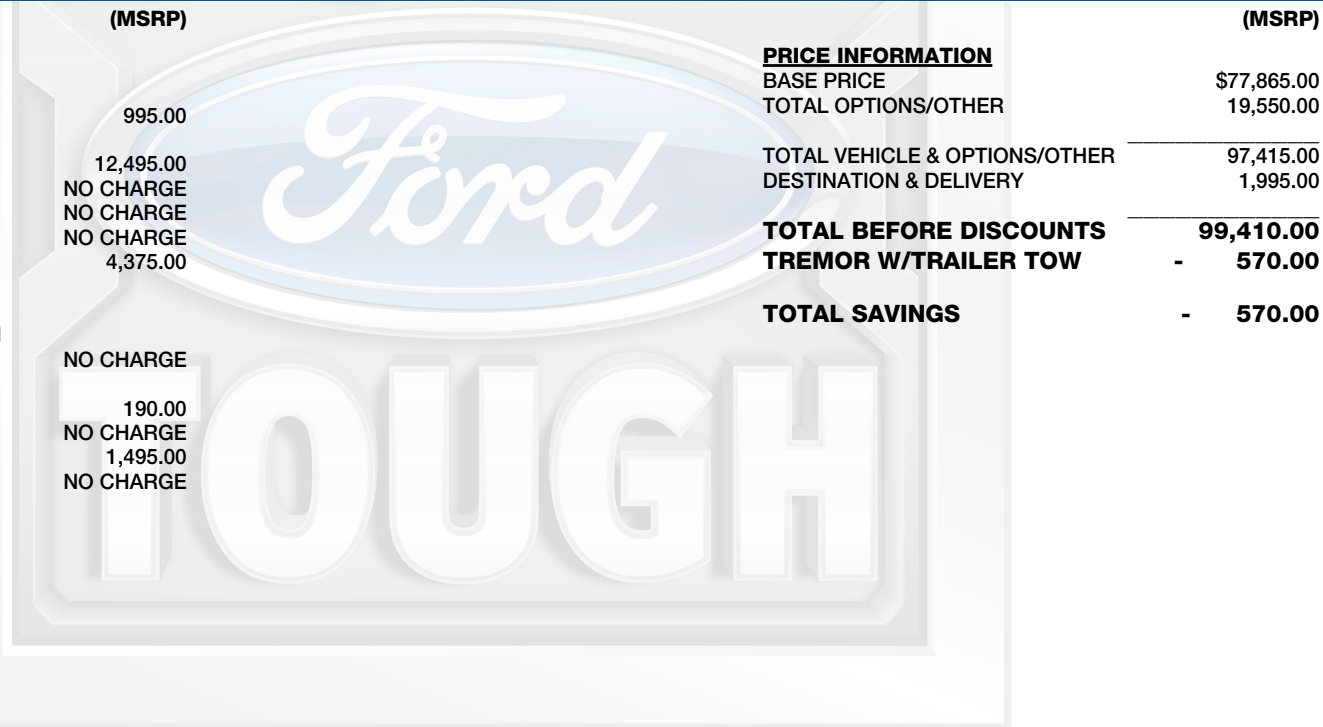 (MSRP)
995.00
12,495.00
NO CHARGE
NO CHARGE
NO CHARGE
4,375.00
NO CHARGE
190.00
NO CHARGE
1,495.00
NO CHARGE
Ford
TOUGH
(MSRP)
PRICE INFORMATION
BASE PRICE $77,865.00
TOTAL OPTIONS/OTHER 19,550.00
TOTAL VEHICLE & OPTIONS/OTHER 97,415.00
DESTINATION & DELIVERY 1,995.00
TOTAL BEFORE DISCOUNTS 99,410.00
TREMOR W/TRAILER TOW - 570.00
TOTAL SAVINGS - 570.00